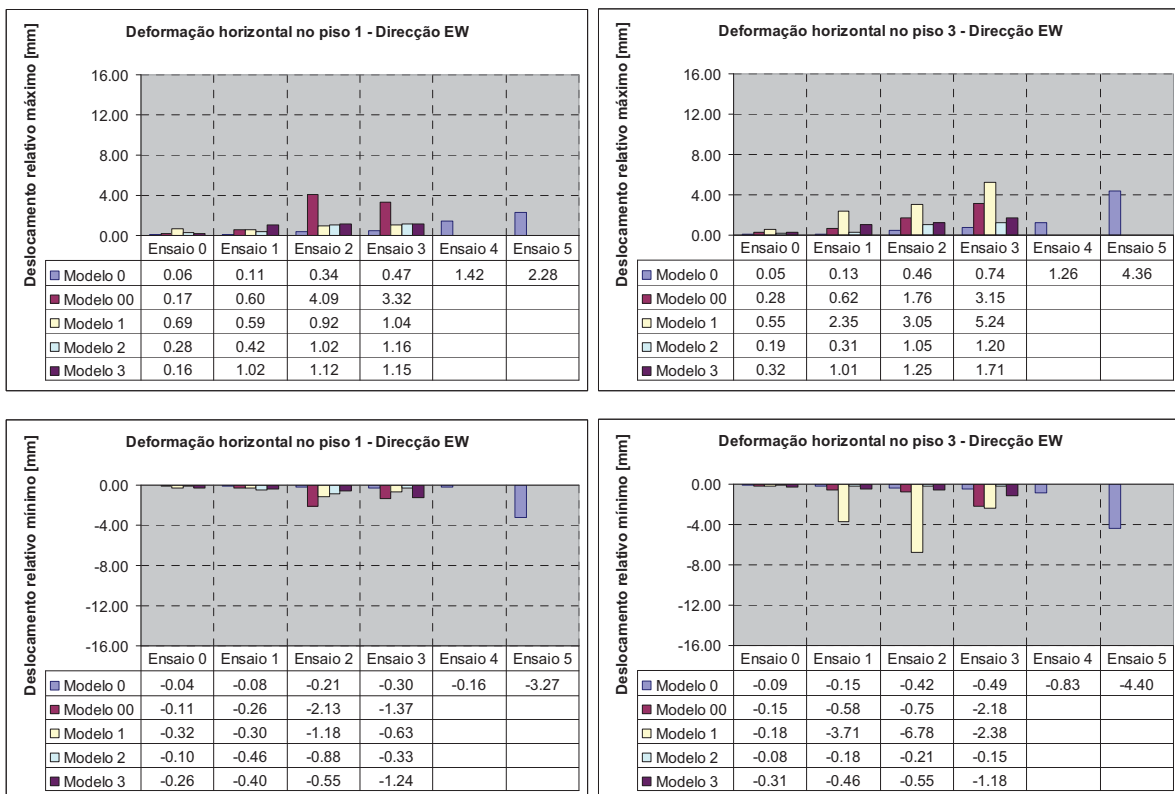 Deformação horizontal no piso 1 - Direcção EW
Deslocamento relativo máximo [mm]
16.00
12.00
8.00
4.00
0.00
Ensaio 0 Ensaio 1 Ensaio 2 Ensaio 3 Ensaio 4 Ensaio 5
Modelo 0 0.06 0.11 0.34 0.47 1.42 2.28
Modelo 00 0.17 0.60 4.09 3.32
Modelo 1 0.69 0.59 0.92 1.04
Modelo 2 0.28 0.42 1.02 1.16
Modelo 3 0.16 1.02 1.12 1.15
Deformação horizontal no piso 3 - Direcção EW
Deslocamento relativo máximo [mm]
16.00
12.00
8.00
4.00
0.00
Ensaio 0 Ensaio 1 Ensaio 2 Ensaio 3 Ensaio 4 Ensaio 5
Modelo 0 0.05 0.13 0.46 0.74 1.26 4.36
Modelo 00 0.28 0.62 1.76 3.15
Modelo 1 0.55 2.35 3.05 5.24
Modelo 2 0.19 0.31 1.05 1.20
Modelo 3 0.32 1.01 1.25 1.71
Deformação horizontal no piso 1 - Direcção EW
Deslocamento relativo mínimo [mm]
0.00
-4.00
-8.00
-12.00
-16.00
Ensaio 0 Ensaio 1 Ensaio 2 Ensaio 3 Ensaio 4 Ensaio 5
Modelo 0 -0.04 -0.08 -0.21 -0.30 -0.16 -3.27
Modelo 00 -0.11 -0.26 -2.13 -1.37
Modelo 1 -0.32 -0.30 -1.18 -0.63
Modelo 2 -0.10 -0.46 -0.88 -0.33
Modelo 3 -0.26 -0.40 -0.55 -1.24
Deformação horizontal no piso 3 - Direcção EW
Deslocamento relativo mínimo [mm]
0.00
-4.00
-8.00
-12.00
-16.00
Ensaio 0 Ensaio 1 Ensaio 2 Ensaio 3 Ensaio 4 Ensaio 5
Modelo 0 -0.09 -0.15 -0.42 -0.49 -0.83 -4.40
Modelo 00 -0.15 -0.58 -0.75 -2.18
Modelo 1 -0.18 -3.71 -6.78 -2.38
Modelo 2 -0.08 -0.18 -0.21 -0.15
Modelo 3 -0.31 -0.46 -0.55 -1.18